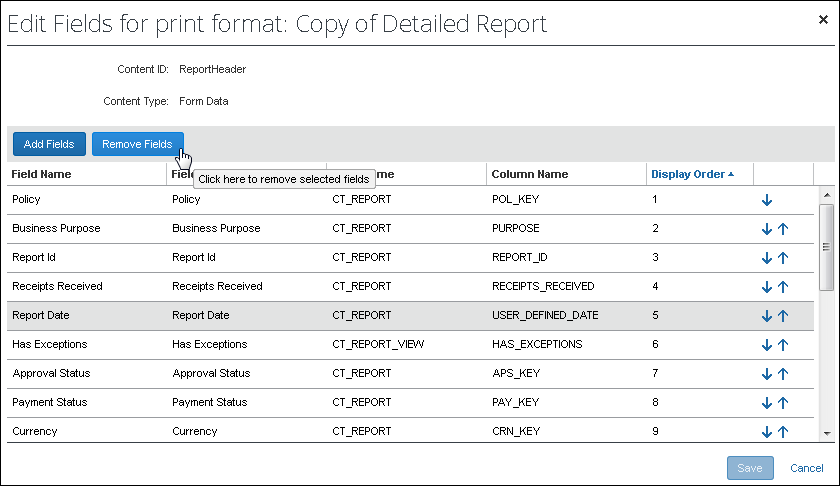 Edit Fields for print format: Copy of Detailed Report
Content ID: ReportHeader
Content Type: Form Data
Add Fields Remove Fields
Click here to remove selected fields
Field Name Column Name Display Order
Policy Policy CT_REPORT POL_KEY 1
Business Purpose Business Purpose CT_REPORT PURPOSE 2
Report Id Report Id CT_REPORT REPORT_ID 3
Receipts Received Receipts Received CT_REPORT RECEIPTS_RECEIVED 4
Report Date Report Date CT_REPORT USER_DEFINED_DATE 5
Has Exceptions Has Exceptions CT_REPORT_VIEW HAS_EXCEPTIONS 6
Approval Status Approval Status CT_REPORT APS_KEY 7
Payment Status Payment Status CT_REPORT PAY_KEY 8
Currency Currency CT_REPORT CRN_KEY 9
Save Cancel